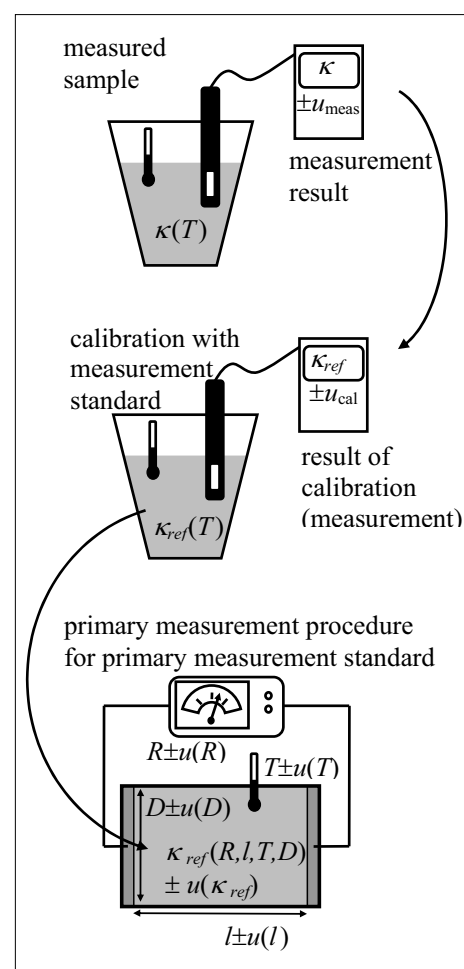 measured
sample
κ
±u_meas
measurement
result
κ(T)
calibration with
measurement
standard
κ_ref
±u_cal
result of
calibration
(measurement)
κ_ref(T)
primary measurement procedure
for primary measurement standard
R±u(R)
T±u(T)
D±u(D)
κ_ref(R,l,T,D)
± u(κ_ref)
l±u(l)